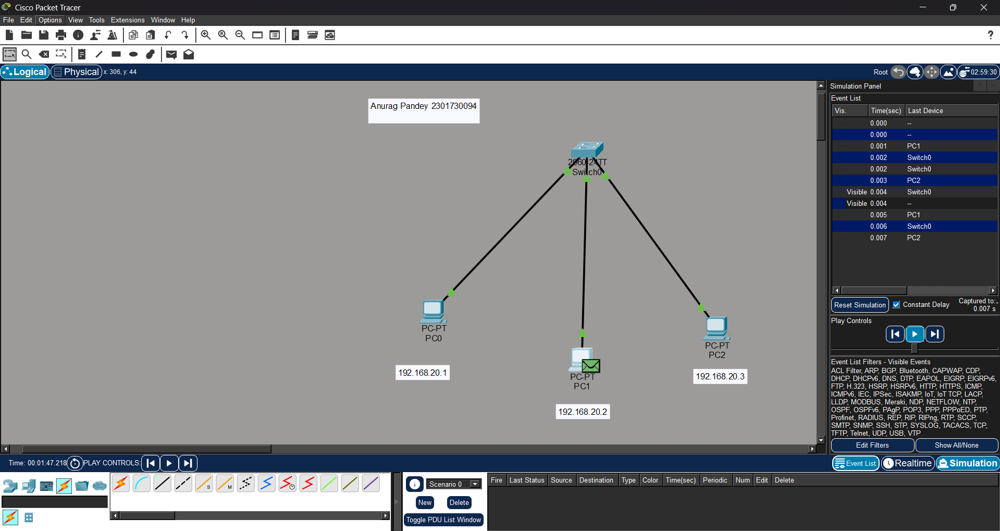 Cisco Packet Tracer
File Edit Options View Tools Extensions Window Help
?
Logical Physical x: 306, y: 44 Root 02:59:30
Anurag Pandey 2301730094
2960-24TT
Switch0
PC-PT
PC0
192.168.20.1
PC-PT
PC1
192.168.20.2
PC-PT
PC2
192.168.20.3
Simulation Panel
Event List
Vis. Time(sec) Last Device
0.000 --
0.000 --
0.001 PC1
0.002 Switch0
0.002 Switch0
0.003 PC2
Visible 0.004 Switch0
Visible 0.004 --
0.005 PC1
0.006 Switch0
0.007 PC2
Reset Simulation Constant Delay Captured to:
0.007 s
Play Controls
Event List Filters - Visible Events
ACL Filter, ARP, BGP, Bluetooth, CAPWAP, CDP,
DHCP, DHCPv6, DNS, DTP, EAPOL, EIGRP, EIGRPv6,
FTP, H.323, HSRP, HSRPv6, HTTP, HTTPS, ICMP,
ICMPv6, IEC, IPSec, ISAKMP, IoT, IoT TCP, LACP,
LLDP, MODBUS, Meraki, NDP, NETFLOW, NTP,
OSPF, OSPFv6, PAgP, POP3, PPP, PPPoED, PTP,
Profinet, RADIUS, REP, RIP, RIPng, RTP, SCCP,
SMTP, SNMP, SSH, STP, SYSLOG, TACACS, TCP,
TFTP, Telnet, UDP, USB, VTP
Edit Filters Show All/None
Time: 00:01:47.218 PLAY CONTROLS: Event List Realtime Simulation
S M
Scenario 0
New Delete
Toggle PDU List Window
Fire Last Status Source Destination Type Color Time(sec) Periodic Num Edit Delete